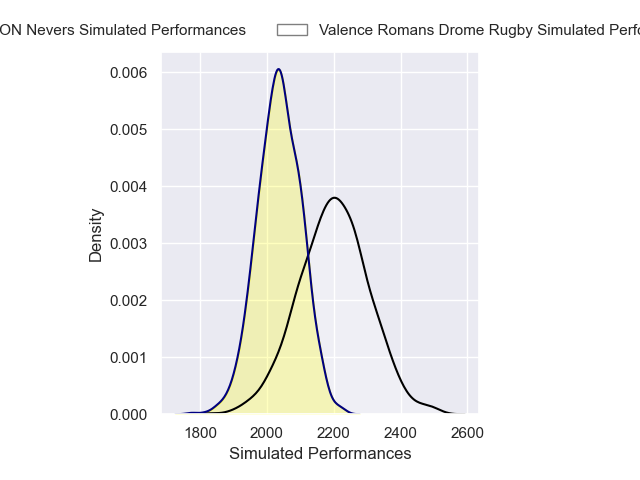 ON Nevers Simulated Performances Valence Romans Drome Rugby Simulated
0.006
0.005
0.004
0.003
0.002
0.001
0.000
Density
1800 2000 2200 2400 2600
Simulated Performances